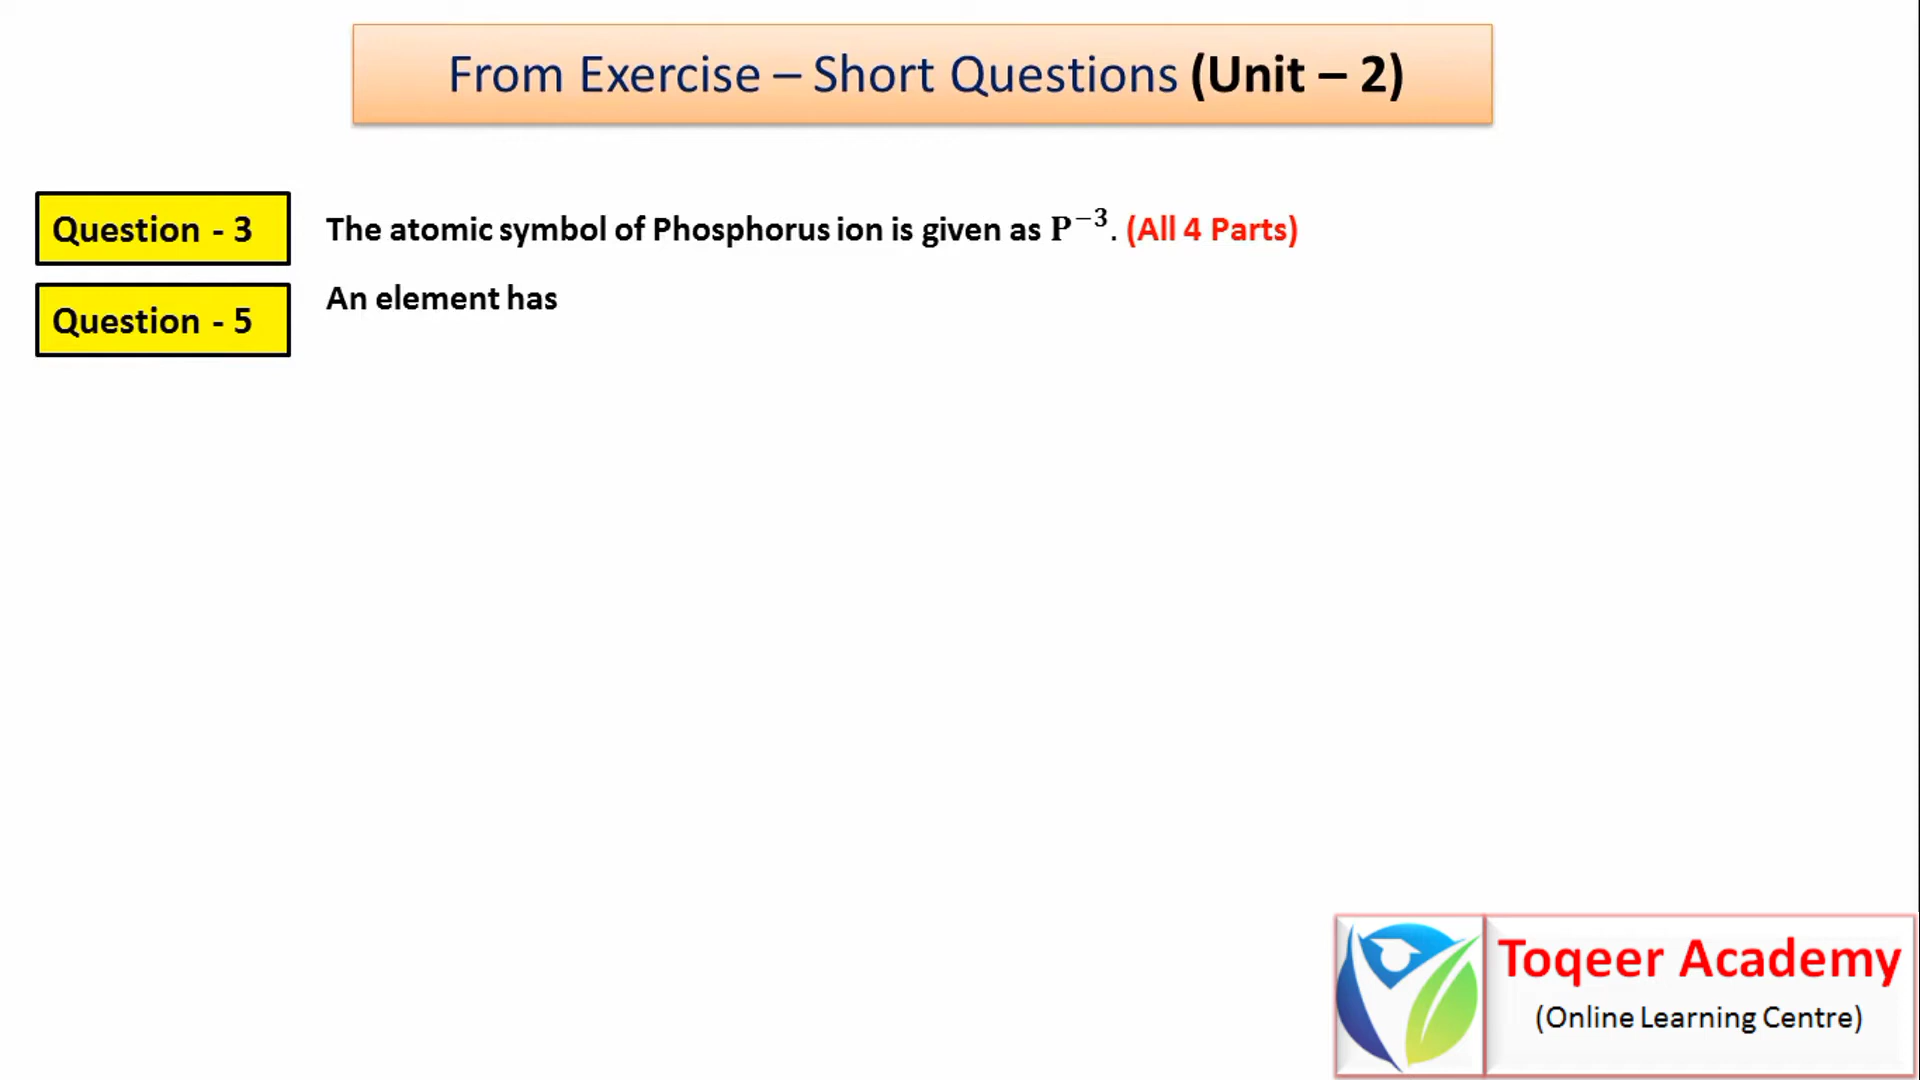 From Exercise – Short Questions (Unit – 2)
Question - 3
The atomic symbol of Phosphorus ion is given as P⁻³. (All 4 Parts)
Question - 5
An element has
Toqeer Academy
(Online Learning Centre)